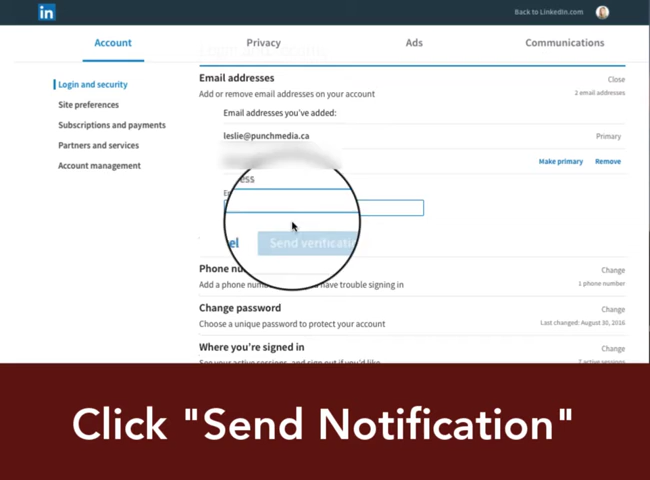 in
Back to LinkedIn.com
Account Privacy Ads Communications
Login and security
Site preferences
Subscriptions and payments
Partners and services
Account management
Email addresses Close
Add or remove email addresses on your account 2 email addresses
Email addresses you've added:
leslie@punchmedia.ca Primary
Make primary Remove
Phone Change
Add a phone have trouble signing in 1 phone number
Change password Change
Choose a unique password to protect your account Last changed: August 30, 2016
Where you're signed in Change
Click "Send Notification"